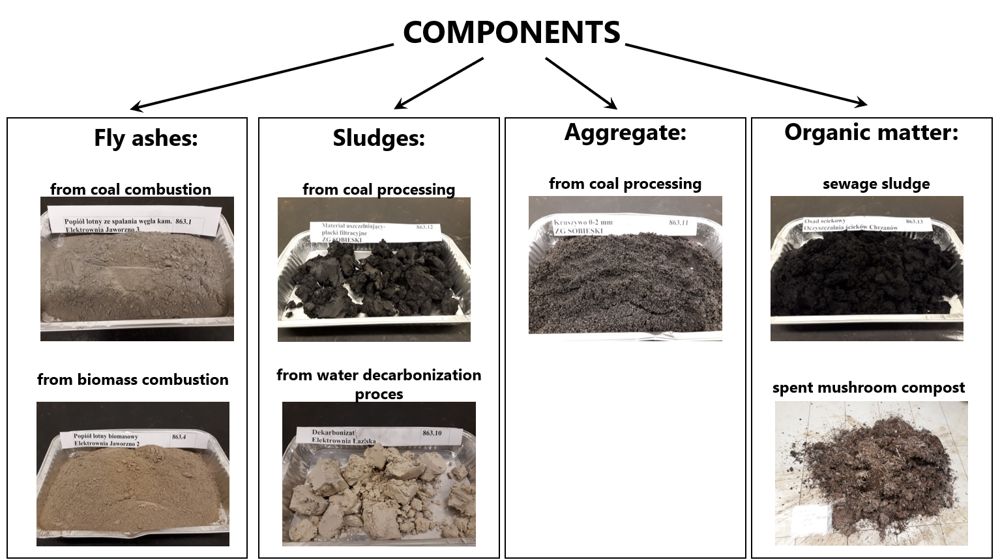 COMPONENTS
Fly ashes:
from coal combustion
Popiół lotny ze spalania węgla kam. 863.1
Elektrownia Jaworzno 3
from biomass combustion
Popiół lotny biomasowy 863.4
Elektrownia Jaworzno 2
Sludges:
from coal processing
Materiał uszczelniający- 863.12
placki filtracyjne
ZG SOBIESKI
from water decarbonization
proces
Dekarbonizat 863.10
Elektrownia Łaziska
Aggregate:
from coal processing
Kruszywo 0-2 mm 863.11
ZG SOBIESKI
Organic matter:
sewage sludge
Osad ściekowy 863.13
Oczyszczalnia ścieków Chrzanów
spent mushroom compost